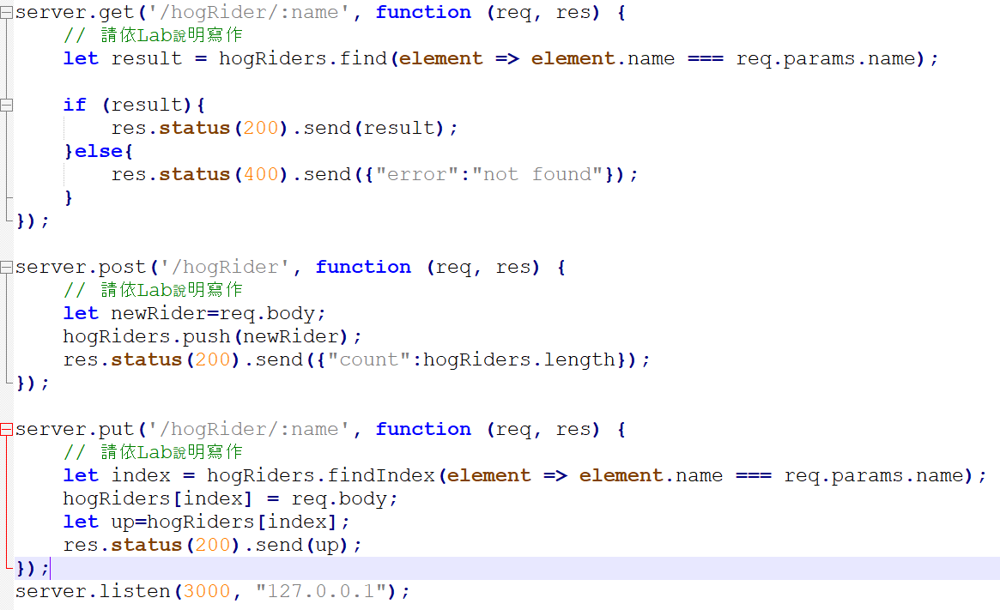 server.get('/hogRider/:name', function (req, res) {
    // 請依Lab說明寫作
    let result = hogRiders.find(element => element.name === req.params.name);

    if (result){
        res.status(200).send(result);
    }else{
        res.status(400).send({"error":"not found"});
    }
});

server.post('/hogRider', function (req, res) {
    // 請依Lab說明寫作
    let newRider=req.body;
    hogRiders.push(newRider);
    res.status(200).send({"count":hogRiders.length});
});

server.put('/hogRider/:name', function (req, res) {
    // 請依Lab說明寫作
    let index = hogRiders.findIndex(element => element.name === req.params.name);
    hogRiders[index] = req.body;
    let up=hogRiders[index];
    res.status(200).send(up);
});
server.listen(3000, "127.0.0.1");